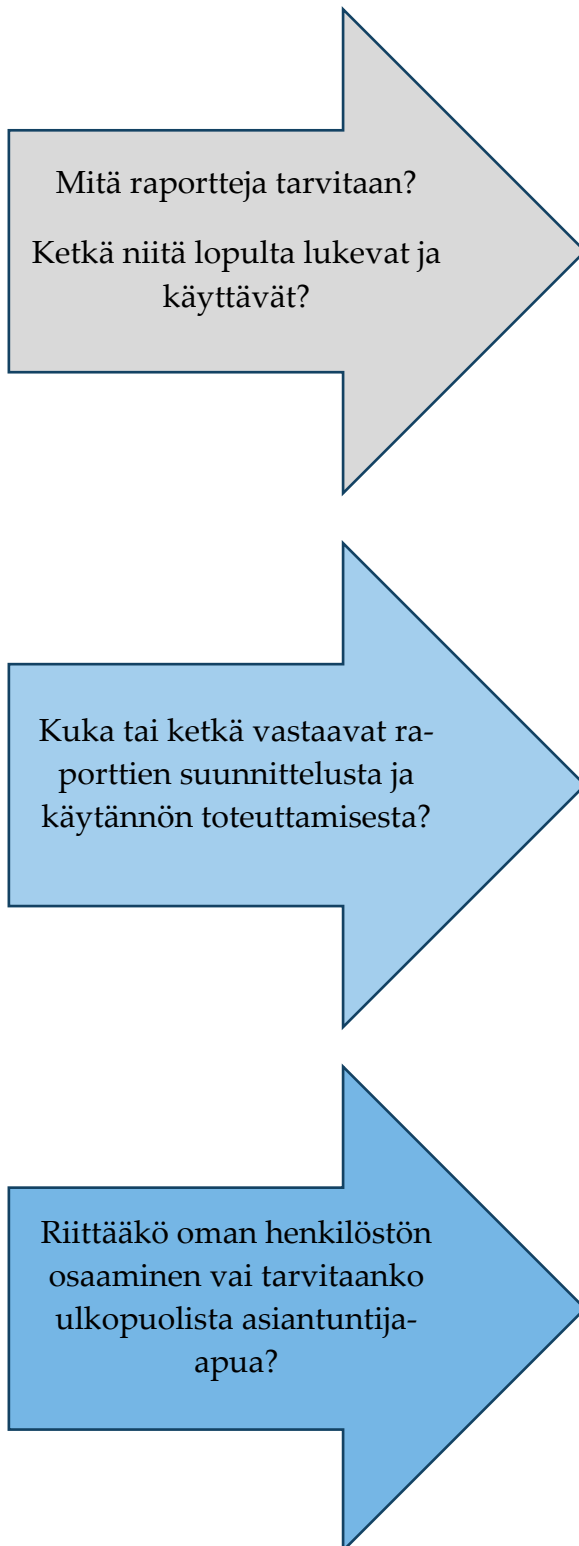 Mitä raportteja tarvitaan?
Ketkä niitä lopulta lukevat ja
käyttävät?
Kuka tai ketkä vastaavat ra-
porttien suunnittelusta ja
käytännön toteuttamisesta?
Riittääkö oman henkilöstön
osaaminen vai tarvitaanko
ulkopuolista asiantuntija-
apua?